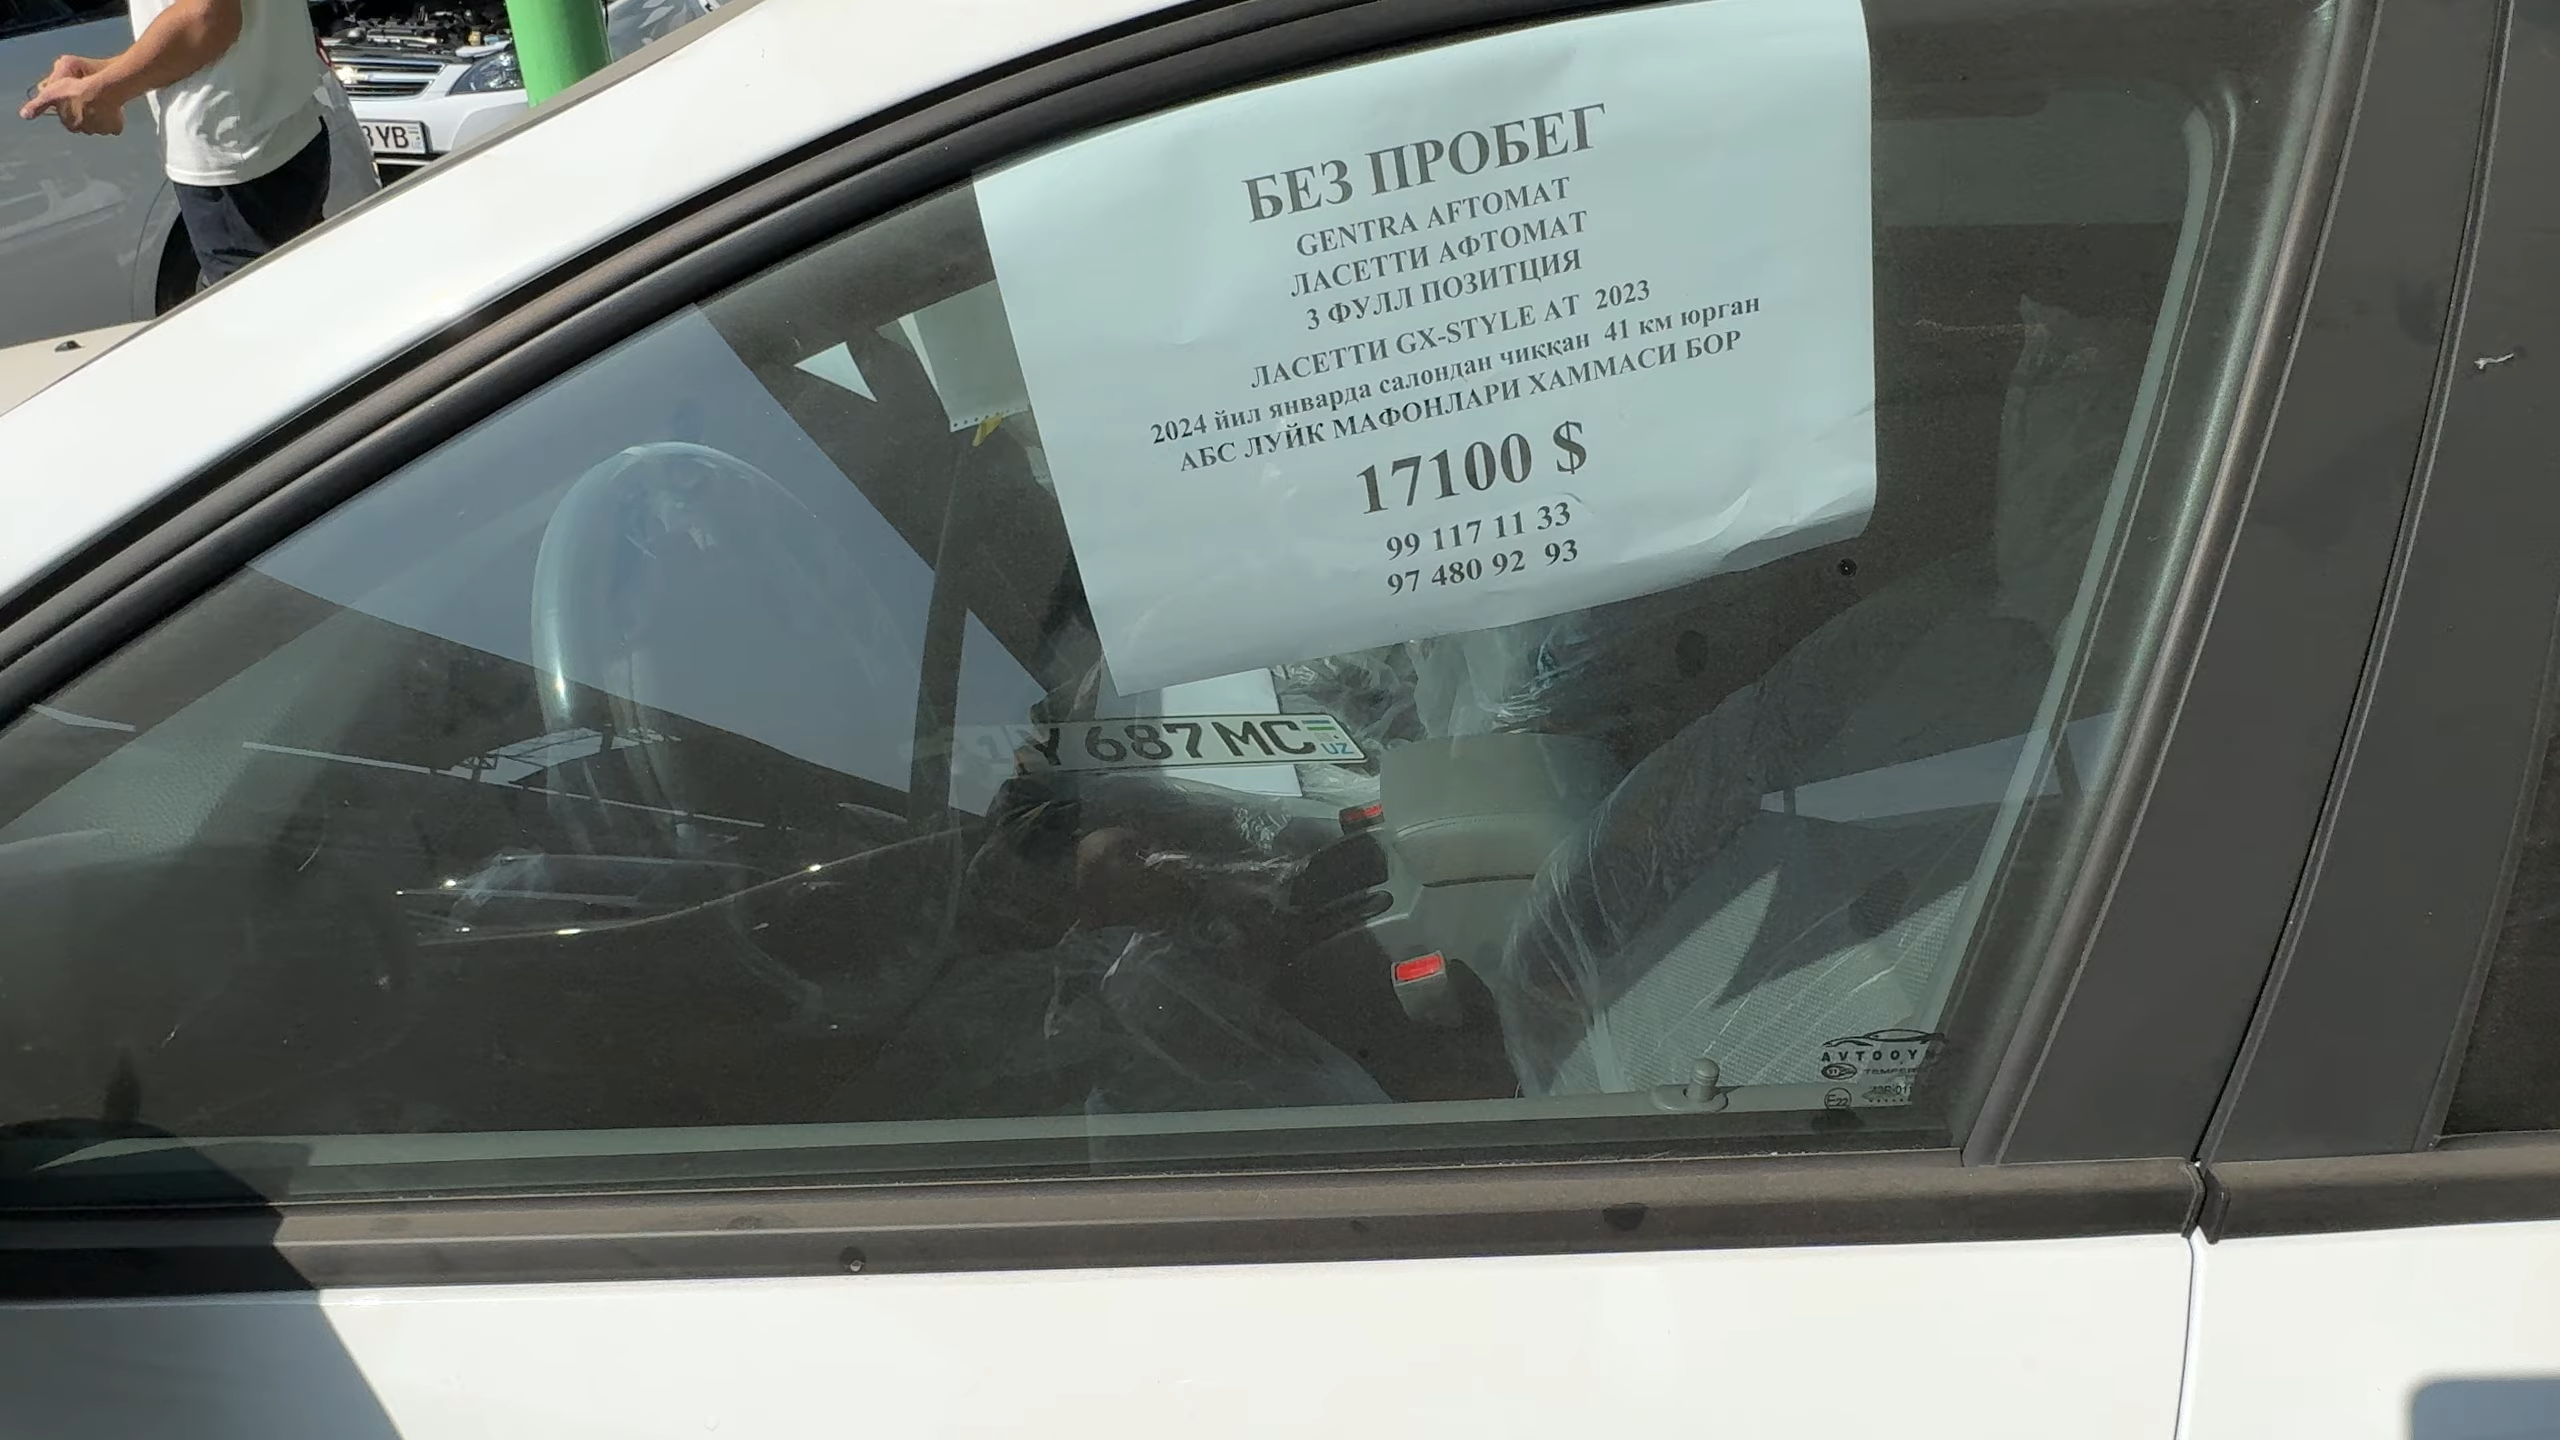 БЕЗ ПРОБЕГ
GENTRA AFTOMAT
ЛАСЕТТИ АФТОМАТ
3 ФУЛЛ ПОЗИТЦИЯ
ЛАСЕТТИ GX-STYLE AT 2023
2024 йил январда салондан чиққан 41 км юрган
АБС ЛУЙК МАФОНЛАРИ ХАММАСИ БОР
17100 $
99 117 11 33
97 480 92 93
Y 687 MC
UZ
YB
AVTOOY
E22